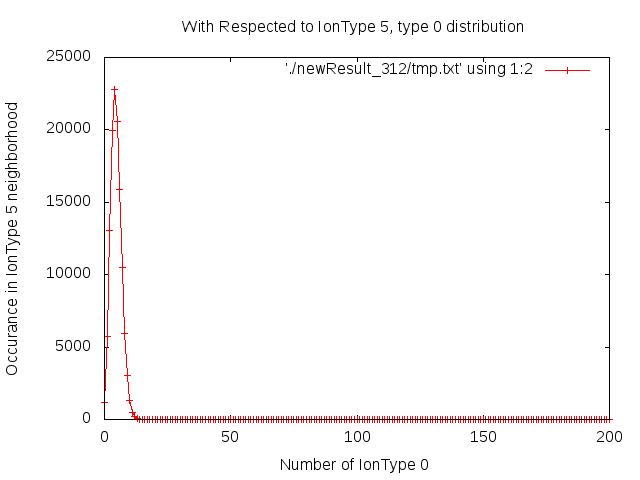 With Respected to IonType 5, type 0 distribution
'./newResult_312/tmp.txt' using 1:2
Occurance in IonType 5 neighborhood
25000
20000
15000
10000
5000
0
0 50 100 150 200
Number of IonType 0